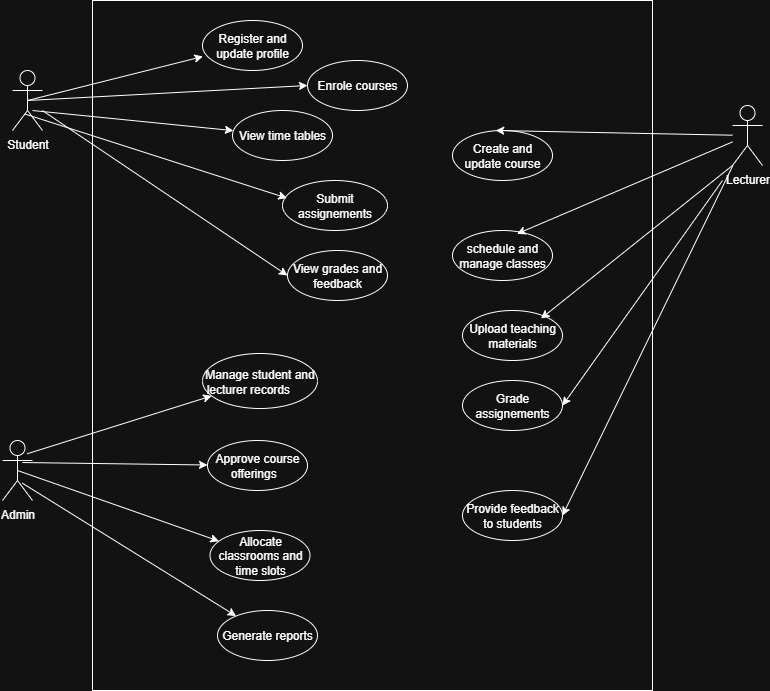 Register and
update profile
Enrole courses
Student
View time tables
Submit
assignements
View grades and
feedback
Create and
update course
Lecturer
schedule and
manage classes
Upload teaching
materials
Grade
assignements
Provide feedback
to students
Manage student and
lecturer records
Admin
Approve course
offerings
Allocate
classrooms and
time slots
Generate reports